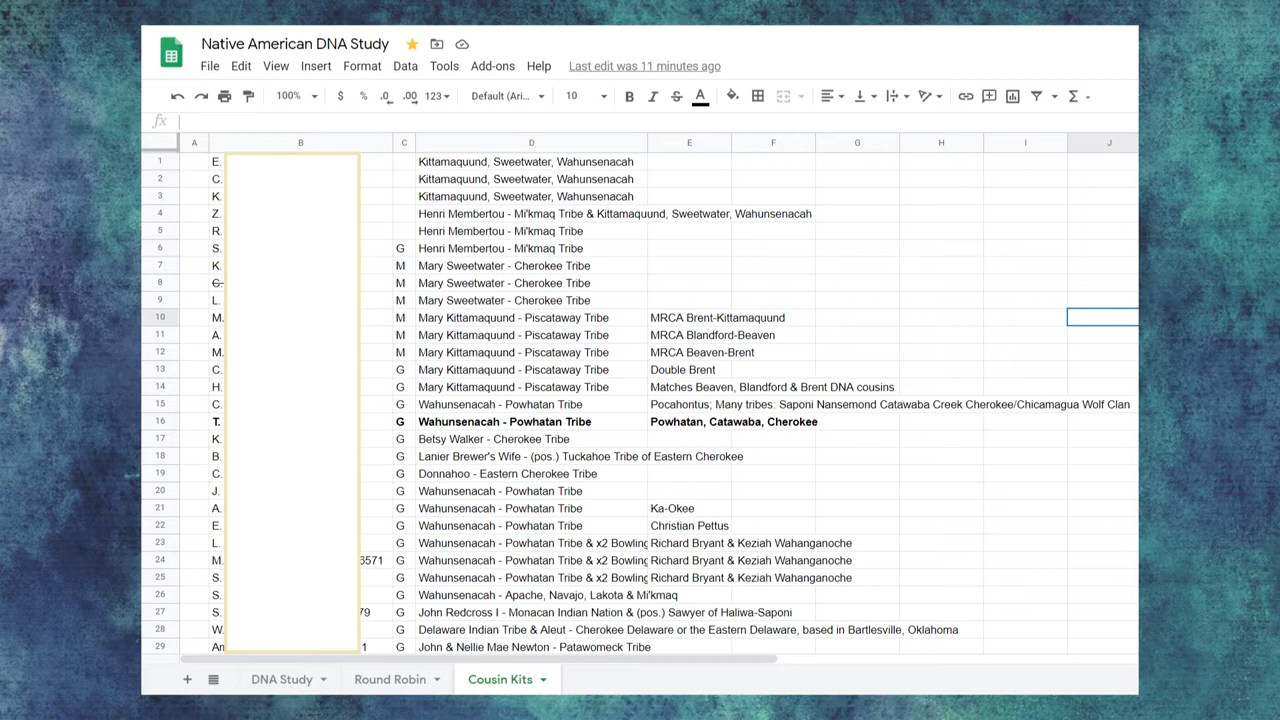 Native American DNA Study
File Edit View Insert Format Data Tools Add-ons Help Last edit was 11 minutes ago
100% $ % .0 .00 123 Default (Ari... 10 B I S A
fx
A B C D E F G H I J
1 E. Kittamaquund, Sweetwater, Wahunsenacah
2 C. Kittamaquund, Sweetwater, Wahunsenacah
3 K. Kittamaquund, Sweetwater, Wahunsenacah
4 Z. Henri Membertou - Mi'kmaq Tribe & Kittamaquund, Sweetwater, Wahunsenacah
5 R. Henri Membertou - Mi'kmaq Tribe
6 S. G Henri Membertou - Mi'kmaq Tribe
7 K. M Mary Sweetwater - Cherokee Tribe
8 C. M Mary Sweetwater - Cherokee Tribe
9 L. M Mary Sweetwater - Cherokee Tribe
10 M. M Mary Kittamaquund - Piscataway Tribe MRCA Brent-Kittamaquund
11 A. M Mary Kittamaquund - Piscataway Tribe MRCA Blandford-Beaven
12 M. M Mary Kittamaquund - Piscataway Tribe MRCA Beaven-Brent
13 C. G Mary Kittamaquund - Piscataway Tribe Double Brent
14 H. G Mary Kittamaquund - Piscataway Tribe Matches Beaven, Blandford & Brent DNA cousins
15 C. G Wahunsenacah - Powhatan Tribe Pocahontus; Many tribes: Saponi Nansemond Catawaba Creek Cherokee/Chicamagua Wolf Clan
16 T. G Wahunsenacah - Powhatan Tribe Powhatan, Catawaba, Cherokee
17 K. G Betsy Walker - Cherokee Tribe
18 B. G Lanier Brewer's Wife - (pos.) Tuckahoe Tribe of Eastern Cherokee
19 C. G Donnahoo - Eastern Cherokee Tribe
20 J. G Wahunsenacah - Powhatan Tribe
21 A. G Wahunsenacah - Powhatan Tribe Ka-Okee
22 E. G Wahunsenacah - Powhatan Tribe Christian Pettus
23 L. G Wahunsenacah - Powhatan Tribe & x2 Bowling Richard Bryant & Keziah Wahanganoche
24 M. 6571 G Wahunsenacah - Powhatan Tribe & x2 Bowling Richard Bryant & Keziah Wahanganoche
25 S. G Wahunsenacah - Powhatan Tribe & x2 Bowling Richard Bryant & Keziah Wahanganoche
26 S. G Wahunsenacah - Apache, Navajo, Lakota & Mi'kmaq
27 S. 79 G John Redcross I - Monacan Indian Nation & (pos.) Sawyer of Haliwa-Saponi
28 W. G Delaware Indian Tribe & Aleut - Cherokee Delaware or the Eastern Delaware, based in Bartlesville, Oklahoma
29 An 1 G John & Nellie Mae Newton - Patawomeck Tribe
+ DNA Study Round Robin Cousin Kits